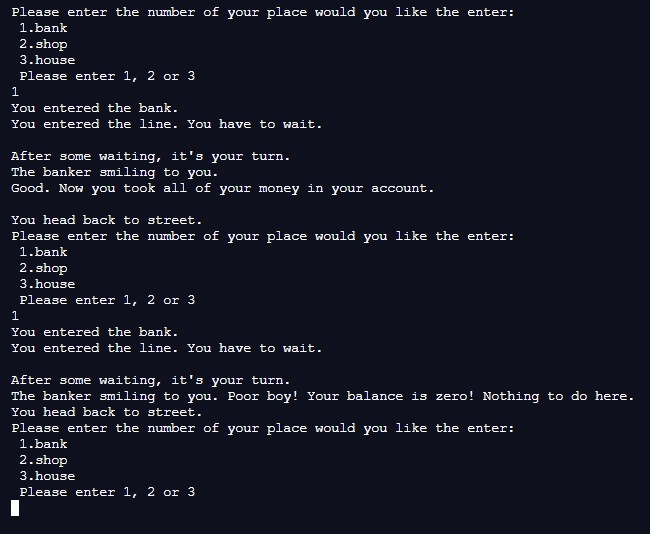 Please enter the number of your place would you like the enter:
1.bank
2.shop
3.house
Please enter 1, 2 or 3
1
You entered the bank.
You entered the line. You have to wait.
After some waiting, it's your turn.
The banker smiling to you.
Good. Now you took all of your money in your account.
You head back to street.
Please enter the number of your place would you like the enter:
1.bank
2.shop
3.house
Please enter 1, 2 or 3
1
You entered the bank.
You entered the line. You have to wait.
After some waiting, it's your turn.
The banker smiling to you. Poor boy! Your balance is zero! Nothing to do here.
You head back to street.
Please enter the number of your place would you like the enter:
1.bank
2.shop
3.house
Please enter 1, 2 or 3